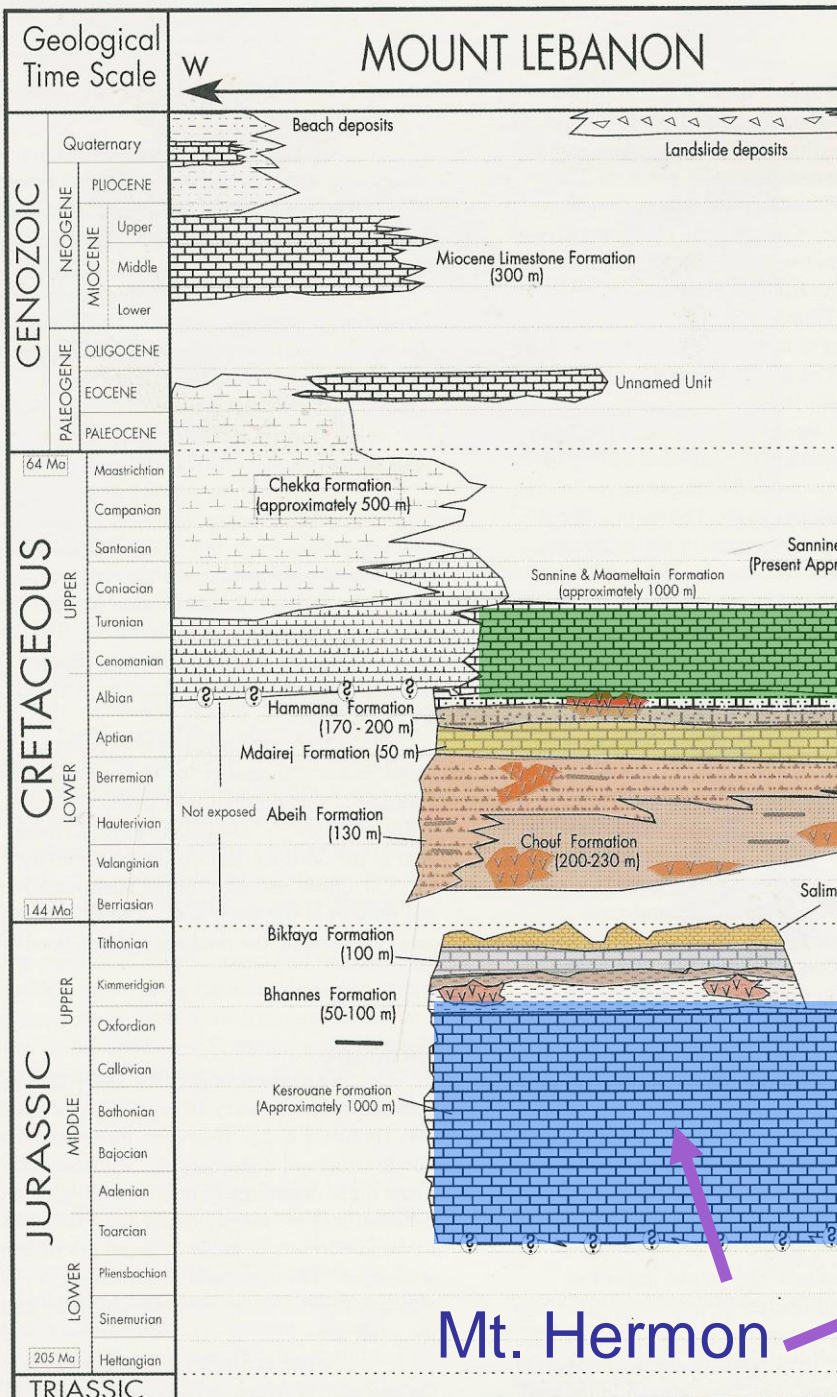 Geological
Time Scale
W
MOUNT LEBANON
CENOZOIC
NEOGENE
PALEOGENE
Quaternary
PLIOCENE
MIOCENE
Upper
Middle
Lower
OLIGOCENE
EOCENE
PALEOCENE
Beach deposits
Landslide deposits
Miocene Limestone Formation
(300 m)
Unnamed Unit
64 Ma
CRETACEOUS
UPPER
LOWER
Maastrichtian
Campanian
Santonian
Coniacian
Turonian
Cenomanian
Albian
Aptian
Berremian
Hauterivian
Valanginian
Berriasian
144 Ma
Chekka Formation
(approximately 500 m)
Sannine
(Present Appr
Sannine & Maameltain Formation
(approximately 1000 m)
Hammana Formation
(170 - 200 m)
Mdairej Formation (50 m)
Not exposed
Abeih Formation
(130 m)
Chouf Formation
(200-230 m)
Salim
JURASSIC
UPPER
MIDDLE
LOWER
Tithonian
Kimmeridgian
Oxfordian
Callovian
Bathonian
Bajocian
Aalenian
Toarcian
Pliensbachian
Sinemurian
Hettangian
205 Ma
Bikfaya Formation
(100 m)
Bhannes Formation
(50-100 m)
Kesrouane Formation
(Approximately 1000 m)
Mt. Hermon
TRIASSIC